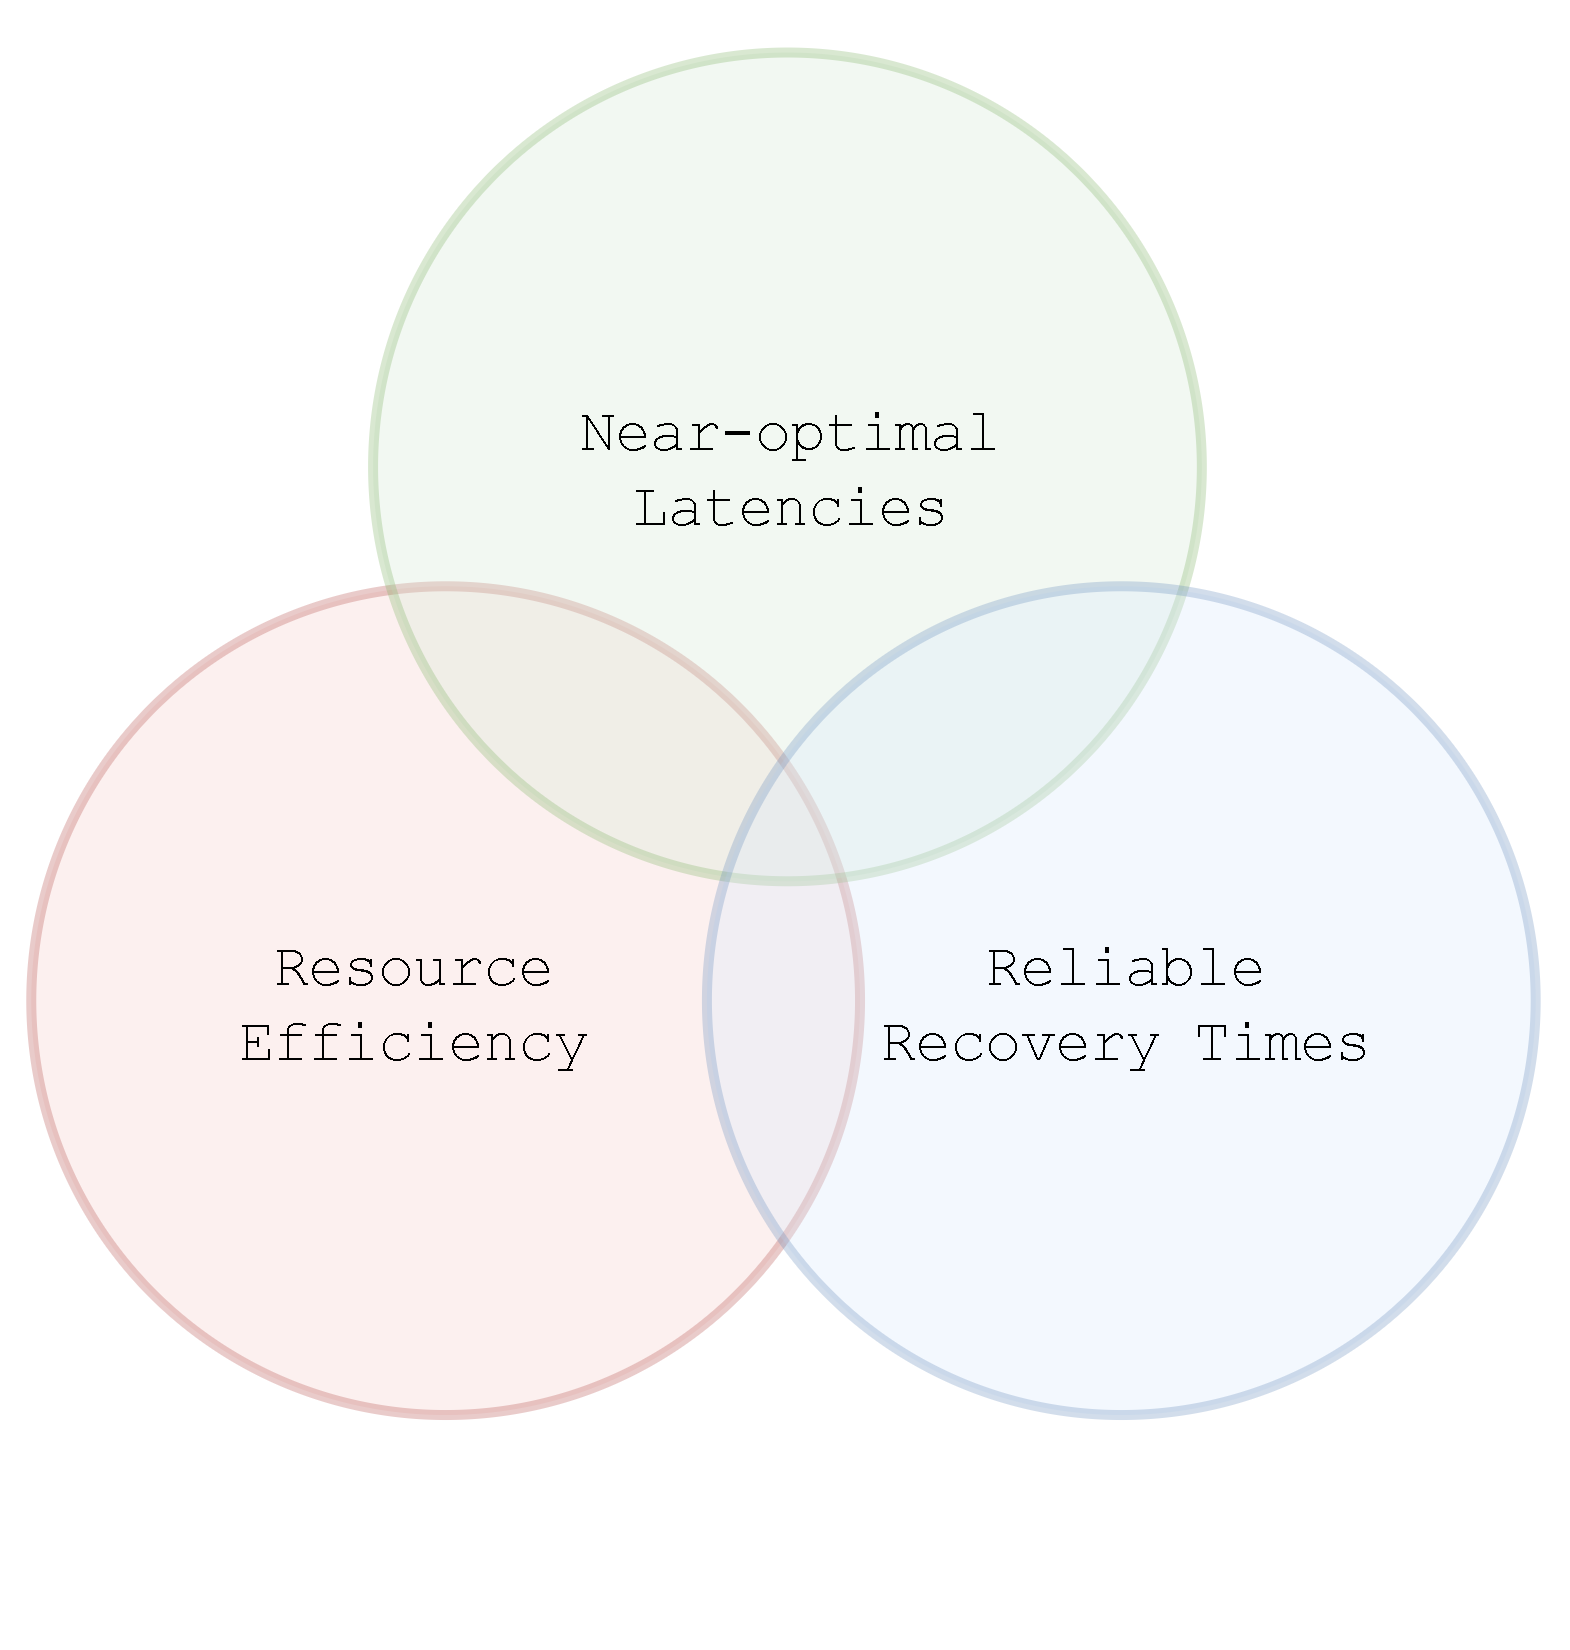 Near-optimal
Latencies
Resource
Efficiency
Reliable
Recovery Times